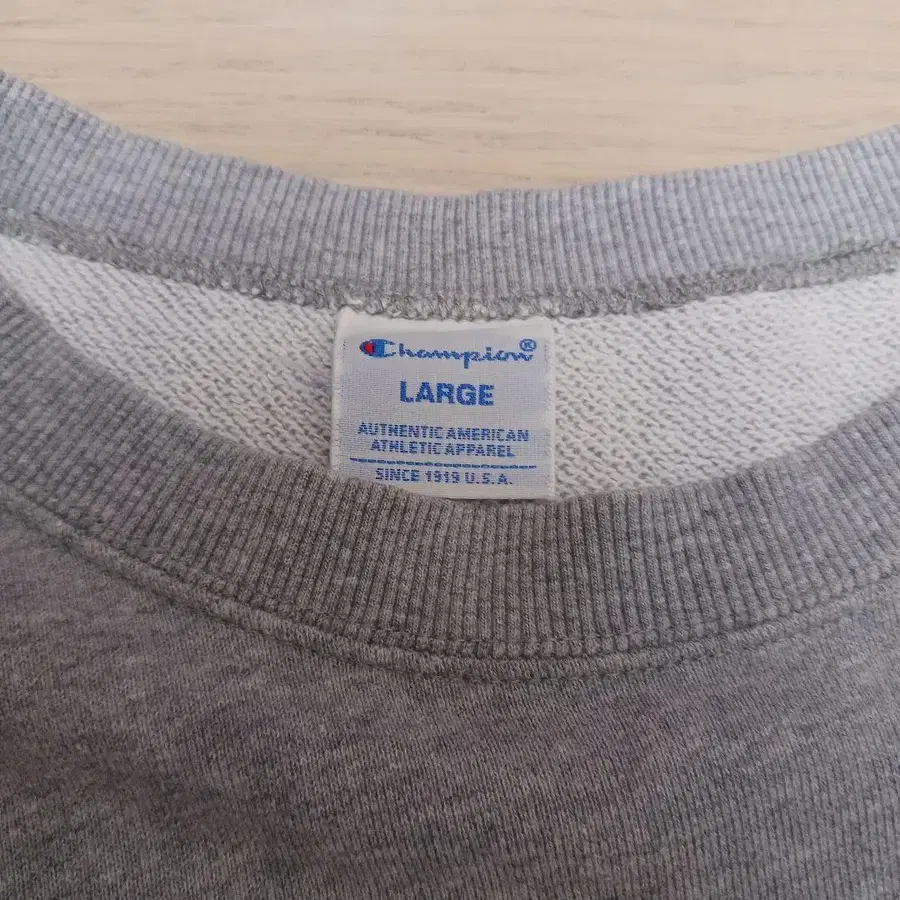 Champion®
LARGE
AUTHENTIC AMERICAN
ATHLETIC APPAREL
SINCE 1919 U.S.A.